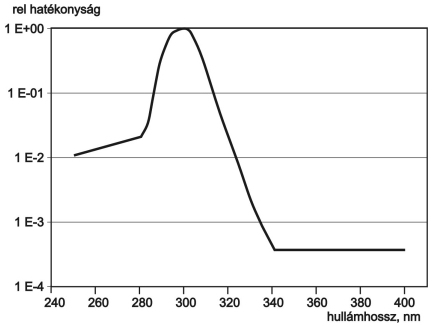 rel hatékonyság
1 E+00
1 E-01
1 E-2
1 E-3
1 E-4
240 260 280 300 320 340 360 380 400
hullámhossz, nm